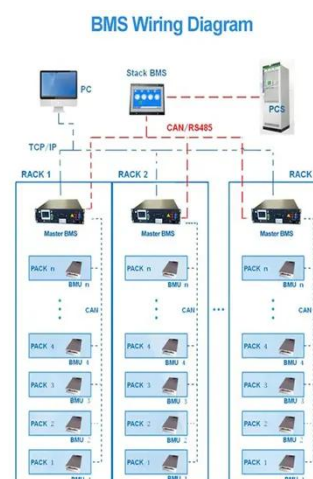 BMS Wiring Diagram
Stack BMS
PC
PCS
CAN/RS485
TCP/IP
RACK 1 RACK 2 RACK
Master BMS Master BMS Master BMS
PACK n PACK n PACK n
BMU n BMU n BMU n
CAN CAN
PACK 4 PACK 4 PACK 4
BMU 4 BMU 4 BMU 4
PACK 3 PACK 3 PACK 3
BMU 3 BMU 3 BMU 3
PACK 2 PACK 2 PACK 2
BMU 2 BMU 2 BMU 2
PACK 1 PACK 1 PACK 1